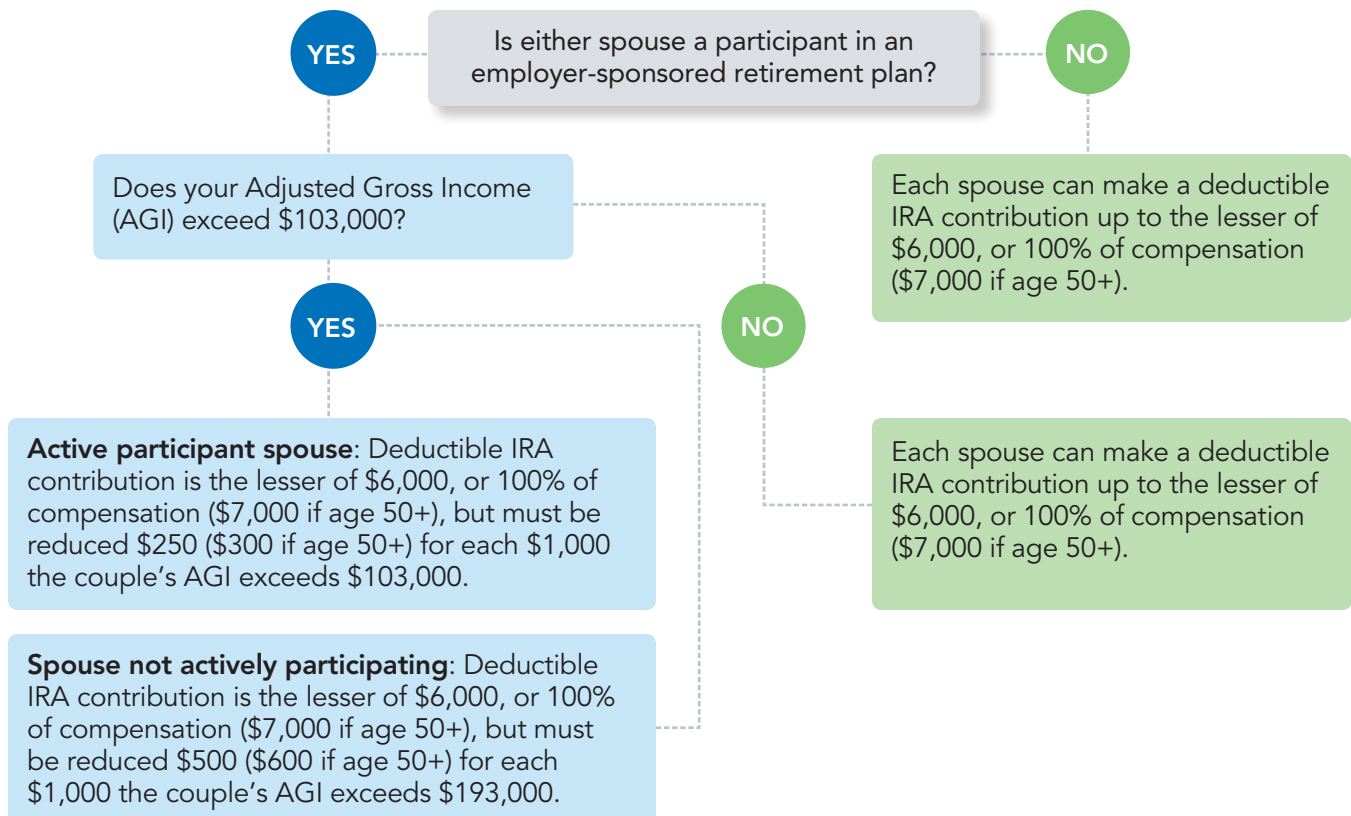 YES
Is either spouse a participant in an
employer-sponsored retirement plan?
NO
Does your Adjusted Gross Income
(AGI) exceed $103,000?
Each spouse can make a deductible
IRA contribution up to the lesser of
$6,000, or 100% of compensation
($7,000 if age 50+).
YES
NO
Active participant spouse: Deductible IRA
contribution is the lesser of $6,000, or 100% of
compensation ($7,000 if age 50+), but must be
reduced $250 ($300 if age 50+) for each $1,000
the couple's AGI exceeds $103,000.
Each spouse can make a deductible
IRA contribution up to the lesser of
$6,000, or 100% of compensation
($7,000 if age 50+).
Spouse not actively participating: Deductible
IRA contribution is the lesser of $6,000, or 100%
of compensation ($7,000 if age 50+), but must
be reduced $500 ($600 if age 50+) for each
$1,000 the couple's AGI exceeds $193,000.